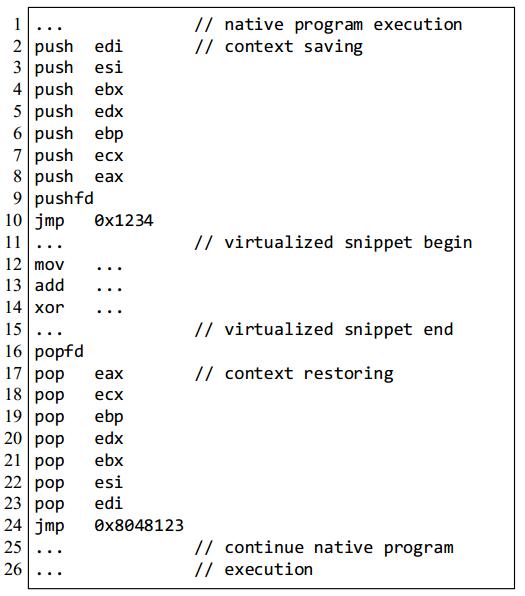 1 ... // native program execution
2 push edi // context saving
3 push esi
4 push ebx
5 push edx
6 push ebp
7 push ecx
8 push eax
9 pushfd
10 jmp 0x1234
11 ... // virtualized snippet begin
12 mov ...
13 add ...
14 xor ...
15 ... // virtualized snippet end
16 popfd
17 pop eax // context restoring
18 pop ecx
19 pop ebp
20 pop edx
21 pop ebx
22 pop esi
23 pop edi
24 jmp 0x8048123
25 ... // continue native program
26 ... // execution